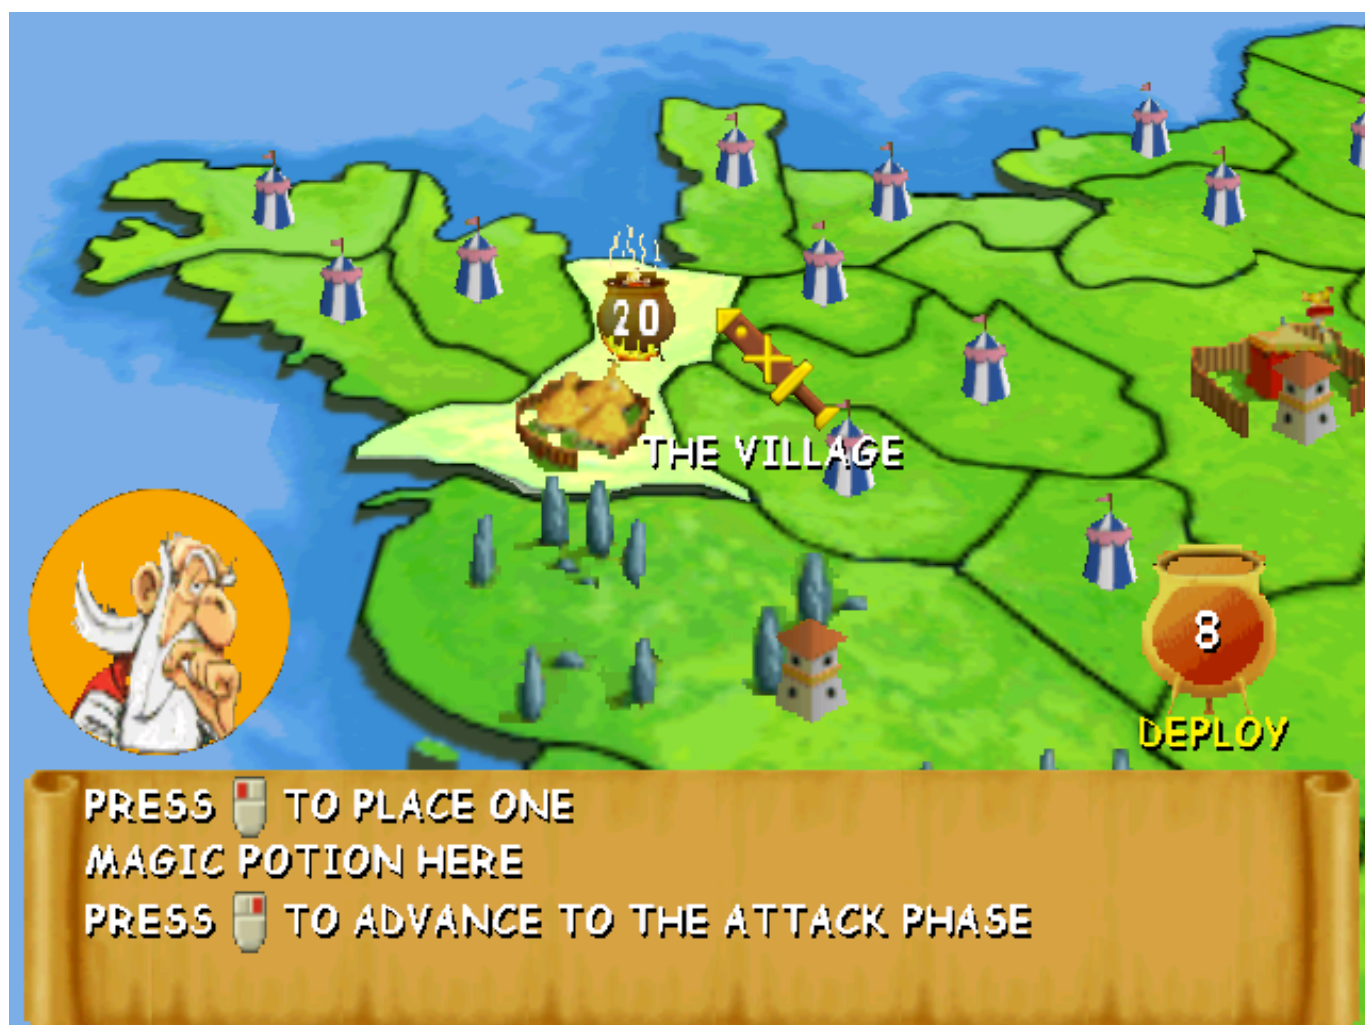 20
THE VILLAGE
8
DEPLOY
PRESS TO PLACE ONE
MAGIC POTION HERE
PRESS TO ADVANCE TO THE ATTACK PHASE